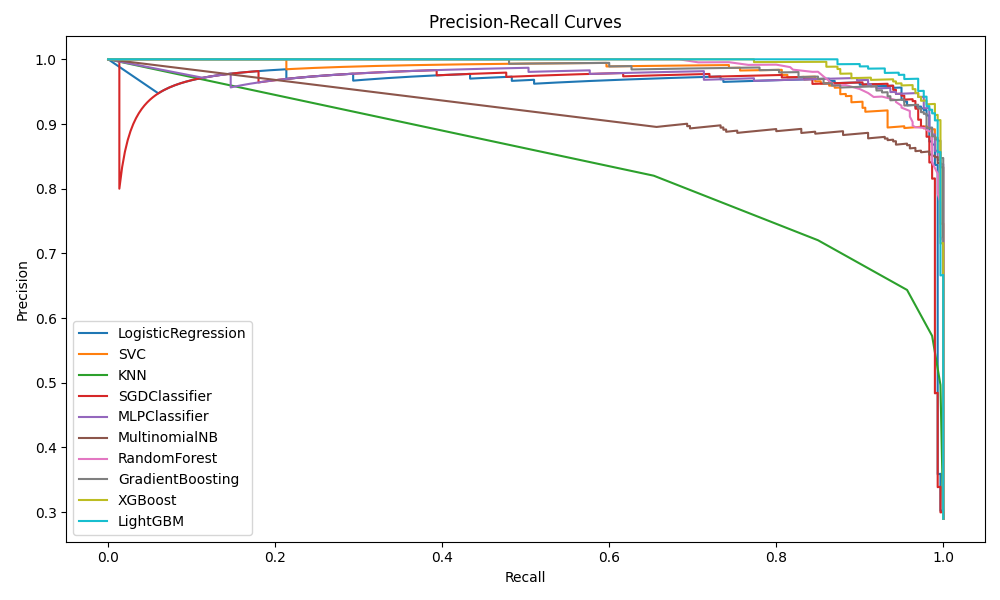 Precision-Recall Curves
Precision
1.0
0.9
0.8
0.7
0.6
0.5
0.4
0.3
LogisticRegression
SVC
KNN
SGDClassifier
MLPClassifier
MultinomialNB
RandomForest
GradientBoosting
XGBoost
LightGBM
0.0 0.2 0.4 0.6 0.8 1.0
Recall